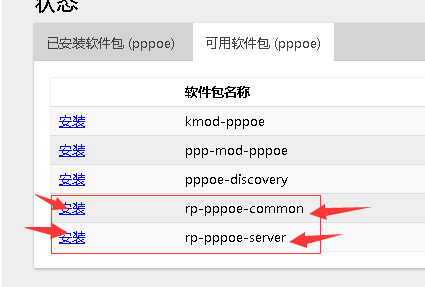 状态
已安装软件包 (pppoe) 可用软件包 (pppoe)
软件包名称
安装 kmod-pppoe
安装 ppp-mod-pppoe
安装 pppoe-discovery
安装 rp-pppoe-common
安装 rp-pppoe-server